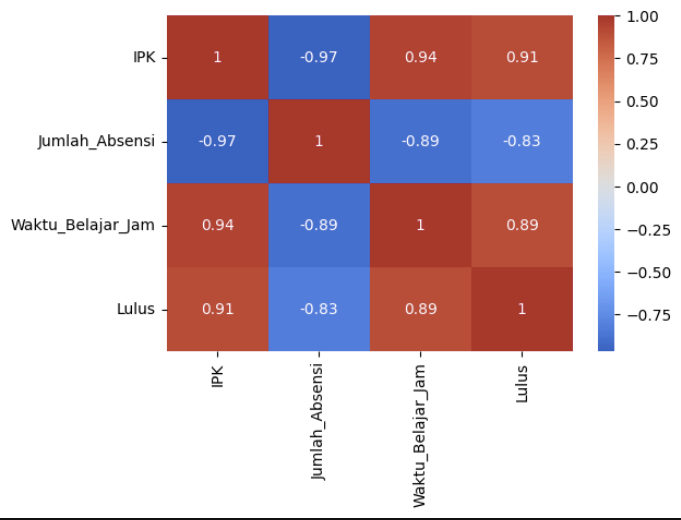 IPK
Jumlah_Absensi
Waktu_Belajar_Jam
Lulus
1 -0.97 0.94 0.91
-0.97 1 -0.89 -0.83
0.94 -0.89 1 0.89
0.91 -0.83 0.89 1
IPK
Jumlah_Absensi
Waktu_Belajar_Jam
Lulus
1.00
0.75
0.50
0.25
0.00
−0.25
−0.50
−0.75